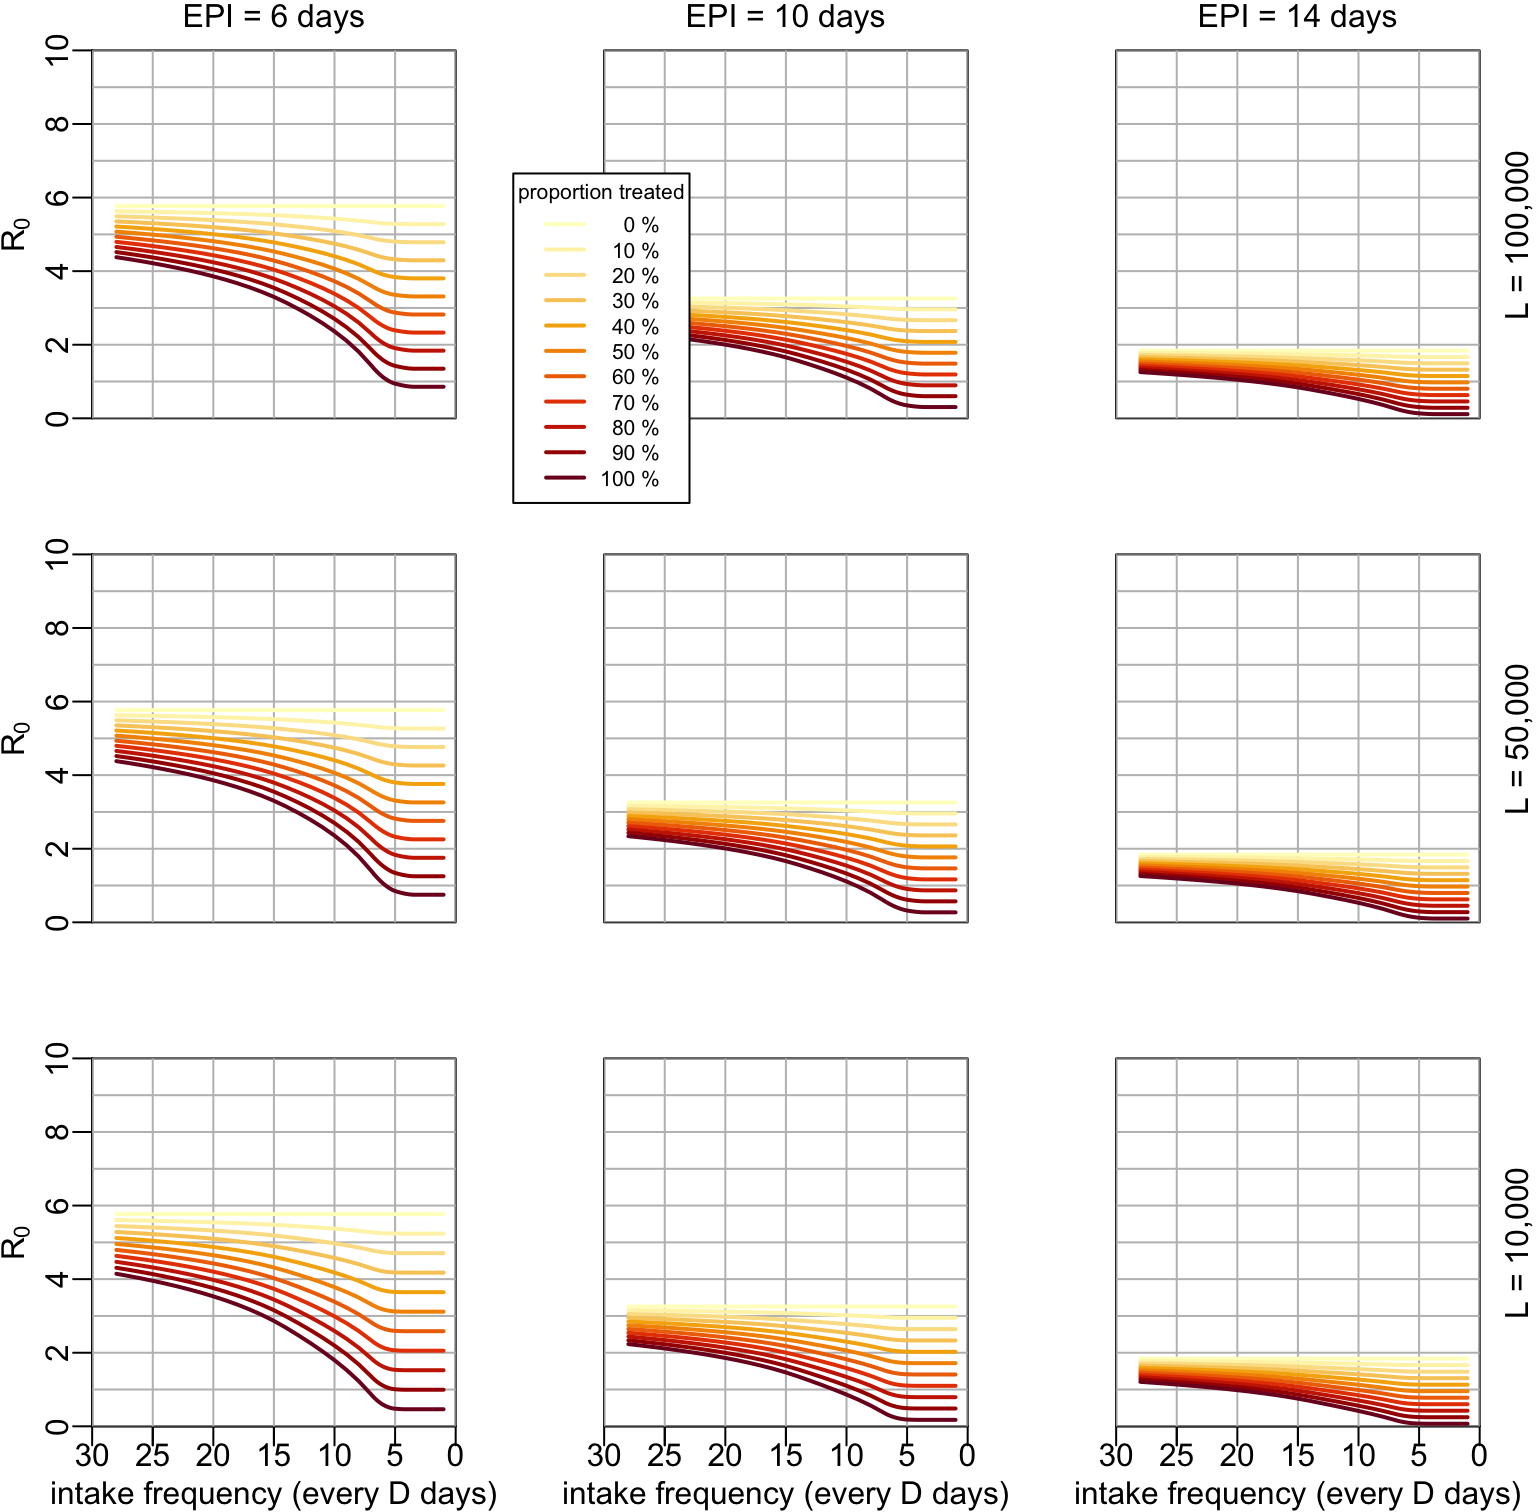 EPI = 6 days
EPI = 10 days
EPI = 14 days
10
8
6
4
2
0
R0
L = 100,000
proportion treated
0 %
10 %
20 %
30 %
40 %
50 %
60 %
70 %
80 %
90 %
100 %
10
8
6
4
2
0
R0
L = 50,000
10
8
6
4
2
0
R0
L = 10,000
30 25 20 15 10 5 0
30 25 20 15 10 5 0
30 25 20 15 10 5 0
intake frequency (every D days)
intake frequency (every D days)
intake frequency (every D days)